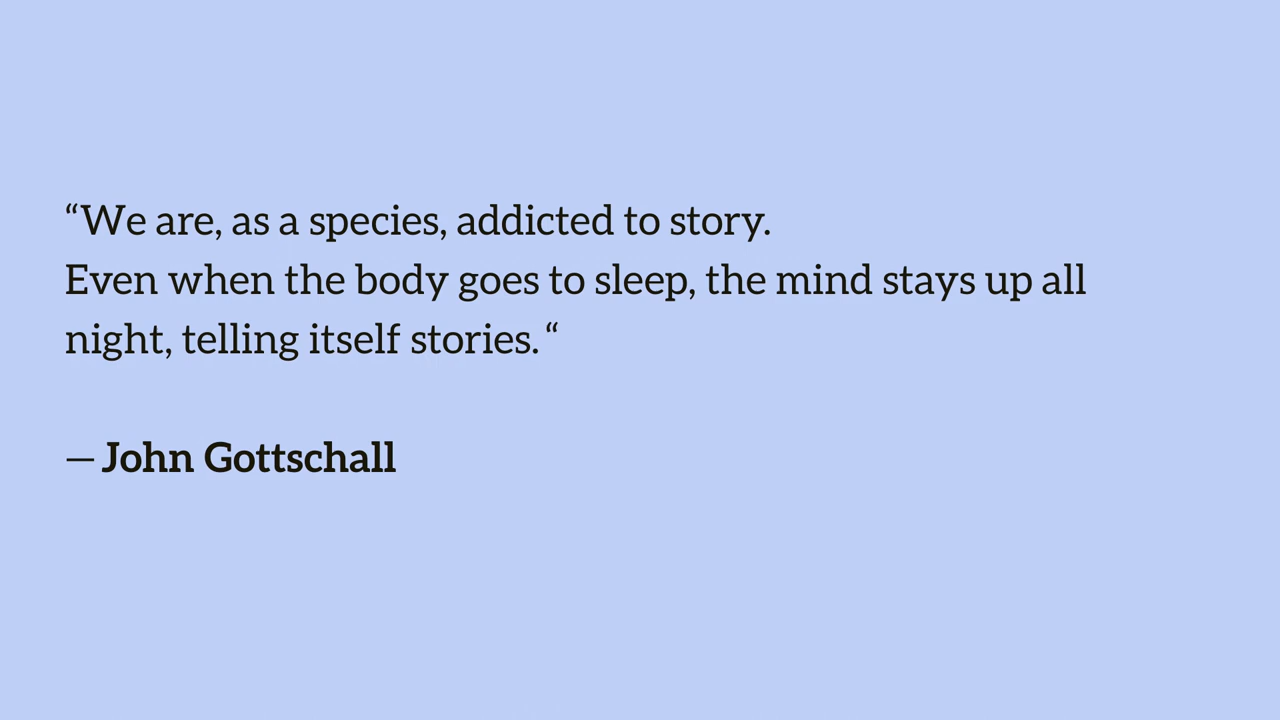 “We are, as a species, addicted to story.
Even when the body goes to sleep, the mind stays up all
night, telling itself stories. “
— John Gottschall